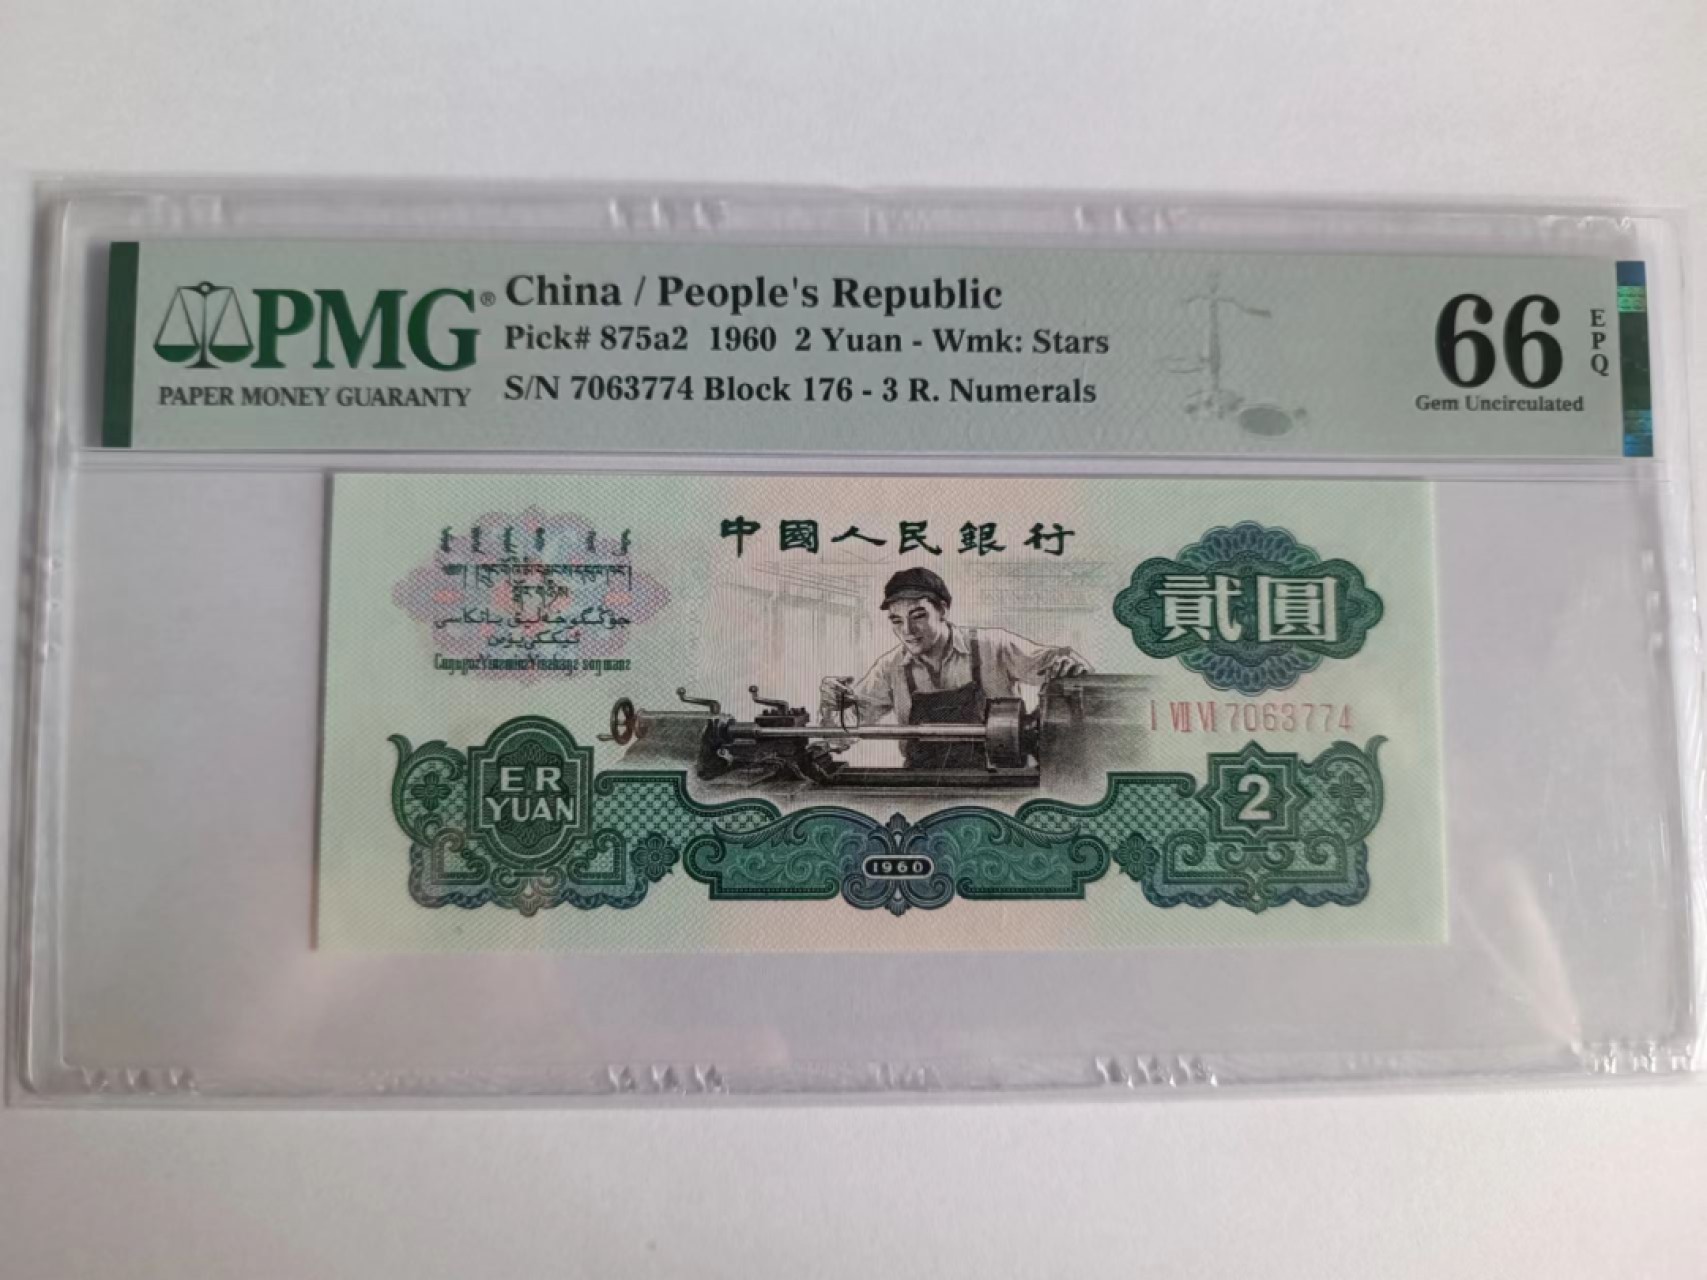 PMG®
PAPER MONEY GUARANTY
China / People's Republic
Pick# 875a2 1960 2 Yuan - Wmk: Stars
S/N 7063774 Block 176 - 3 R. Numerals
66
EPQ
Gem Uncirculated
中國人民銀行
貳圓
Ⅰ Ⅶ Ⅵ 7063774
ER
YUAN
2
1960